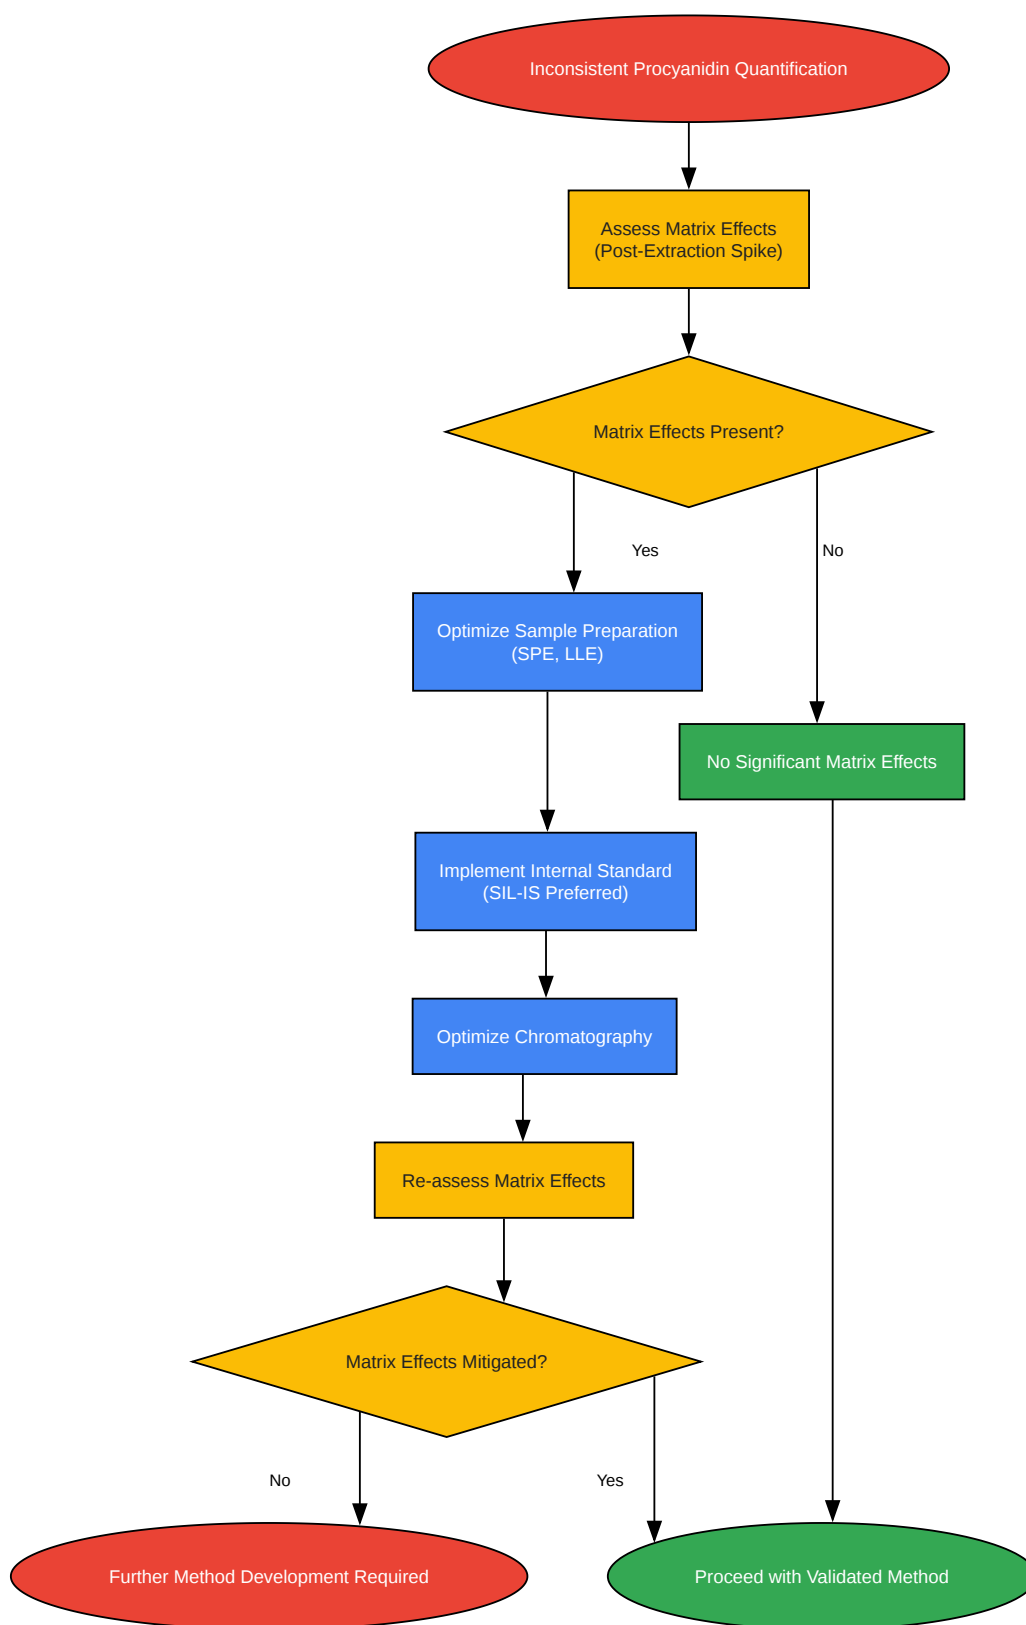 Inconsistent Procyanidin Quantification
Assess Matrix Effects
(Post-Extraction Spike)
Matrix Effects Present?
Yes
No
Optimize Sample Preparation
(SPE, LLE)
No Significant Matrix Effects
Implement Internal Standard
(SIL-IS Preferred)
Optimize Chromatography
Re-assess Matrix Effects
Matrix Effects Mitigated?
No
Yes
Further Method Development Required
Proceed with Validated Method